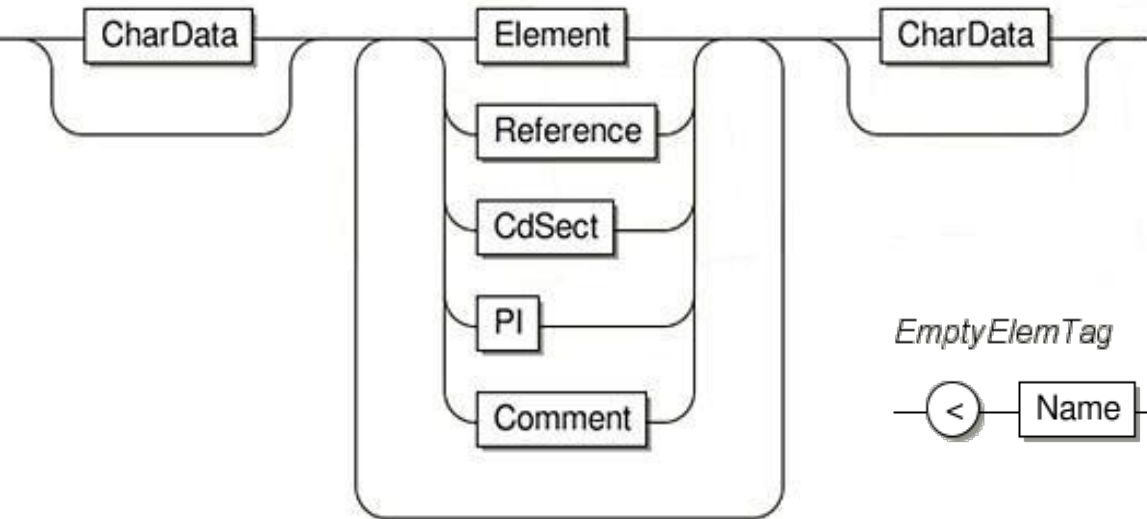 CharData
Element
CharData
Reference
CdSect
PI
EmptyElemTag
< Name
Comment